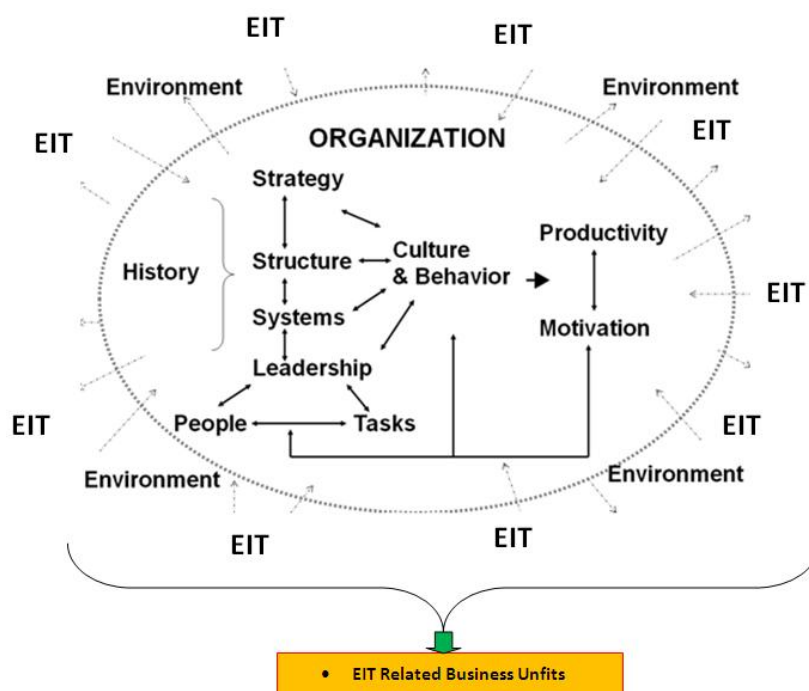 EIT
EIT
Environment
Environment
EIT
EIT
ORGANIZATION
Strategy
Productivity
Culture
& Behavior
Structure
History
EIT
Systems
Motivation
Leadership
People
Tasks
EIT
EIT
Environment
Environment
EIT
EIT
• EIT Related Business Unfits